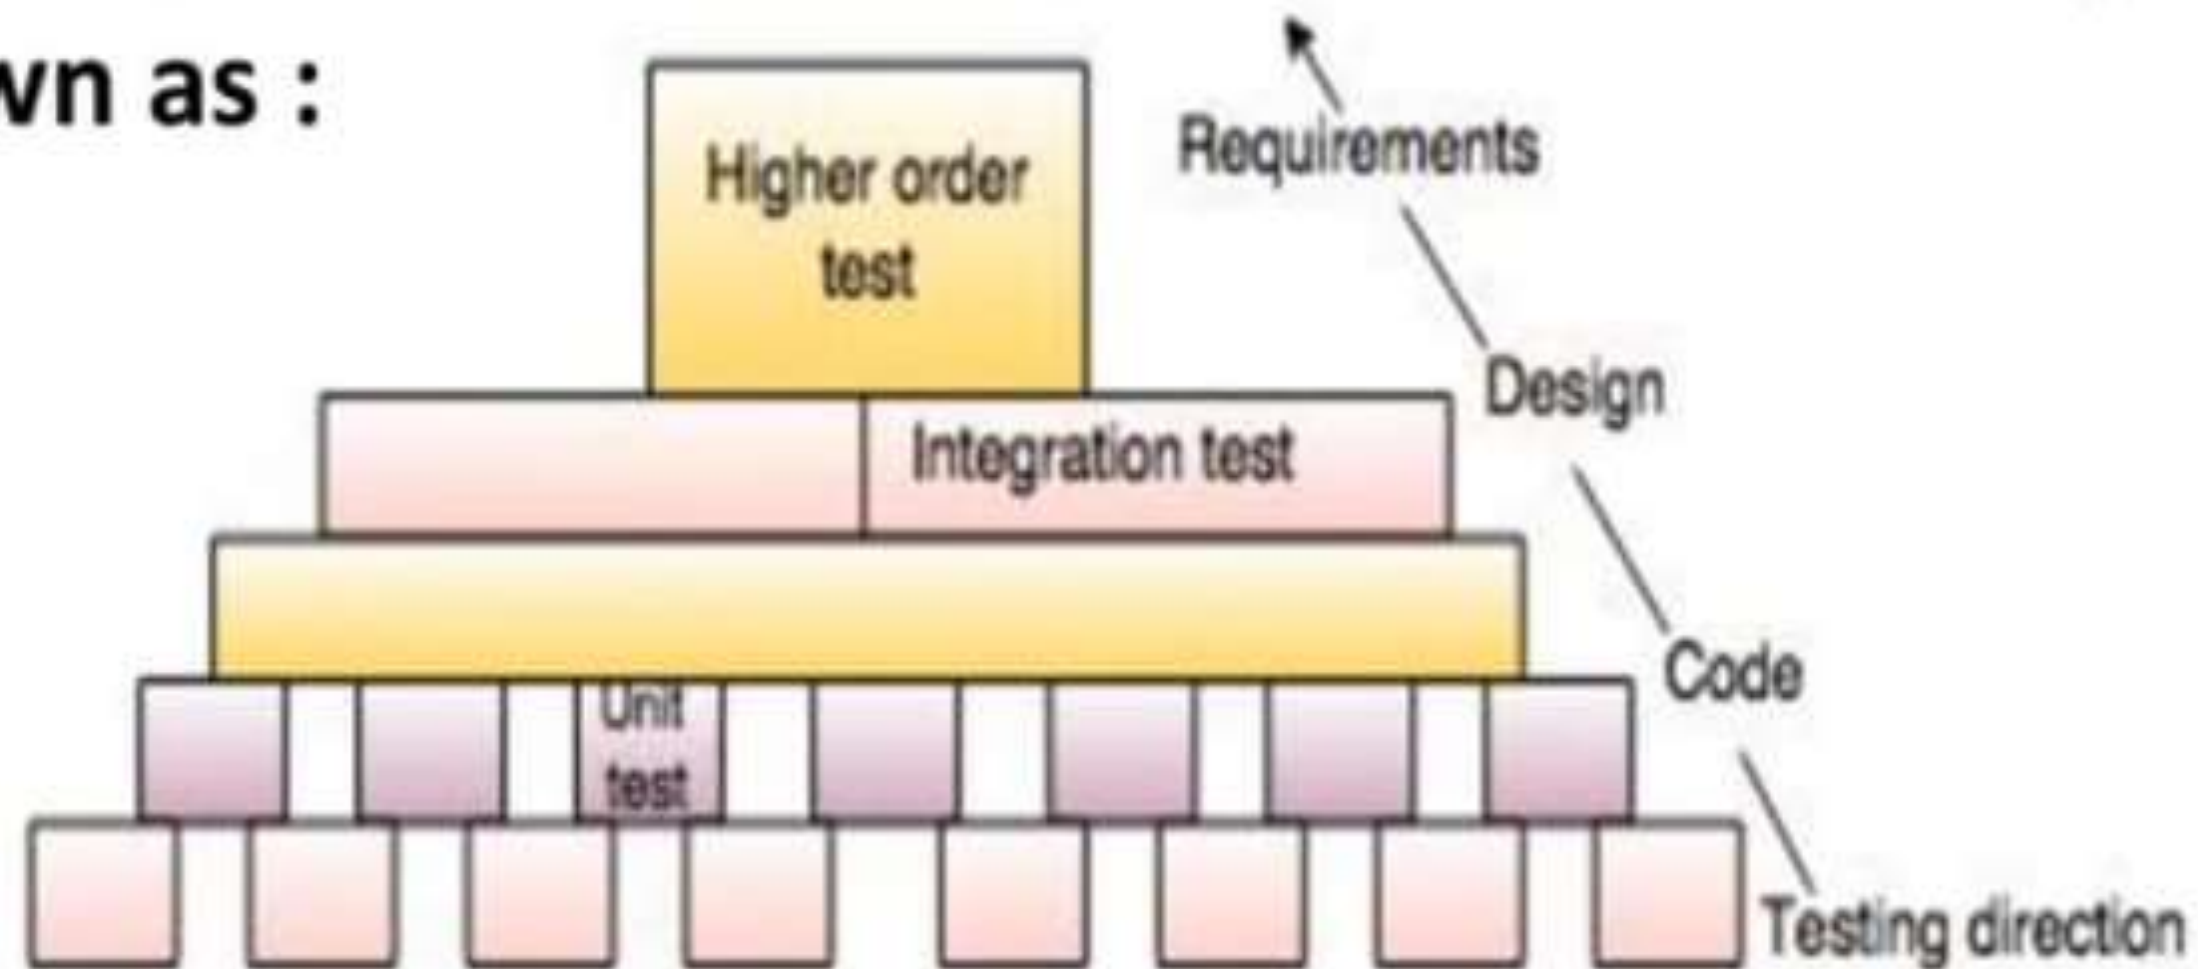 wn as :
Higher order
test
Requirements
Design
Integration test
Code
Unit
test
Testing direction